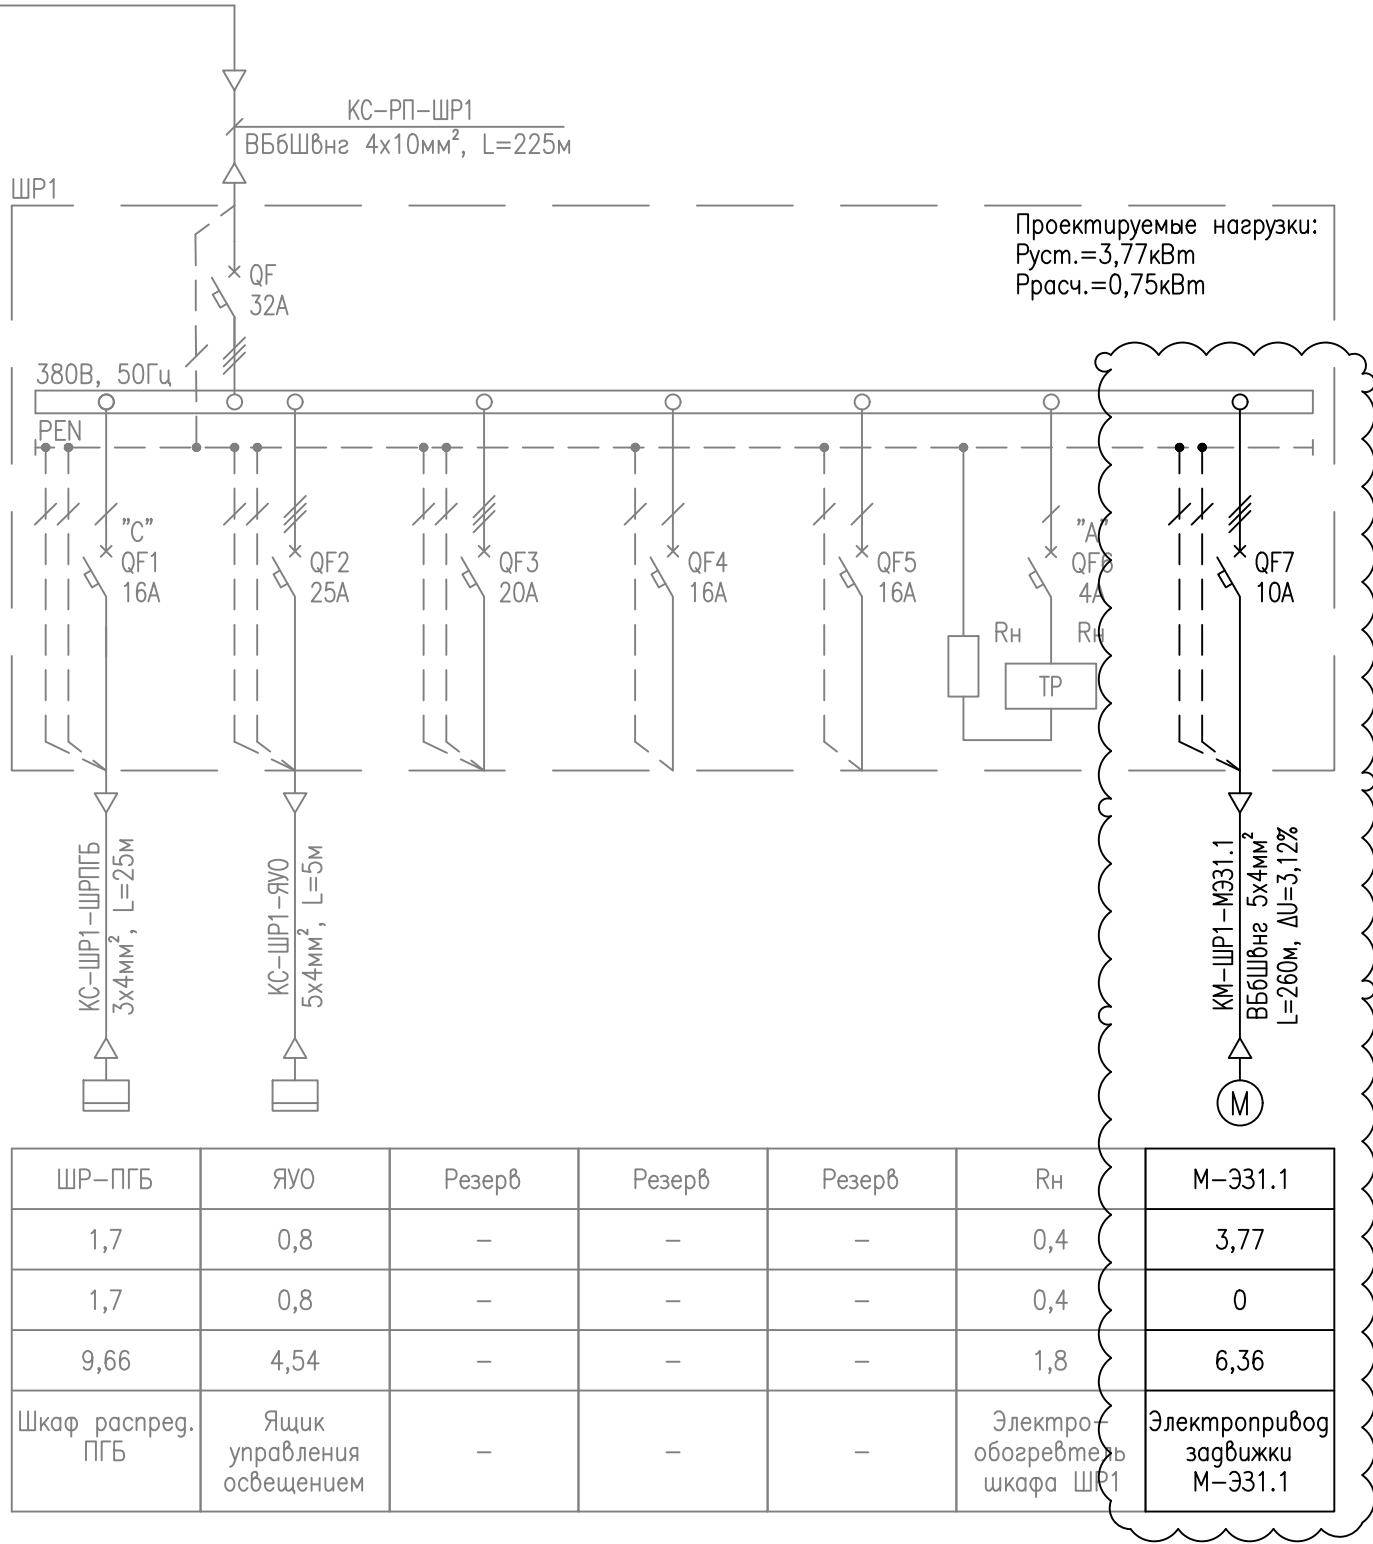 КС-РП-ШР1
ВБбШвнг 4х10мм², L=225м
ШР1
Проектируемые нагрузки:
Руст.=3,77кВт
Ррасч.=0,75кВт
QF
32А
380В, 50Гц
PEN
"С"
QF1
16А
QF2
25А
QF3
20А
QF4
16А
QF5
16А
"А"
QF6
4А
QF7
10А
Rн
Rн
ТР
КС-ШР1-ШРПГБ
3х4мм², L=25м
КС-ШР1-ЯУО
5х4мм², L=5м
КМ-ШР1-МЭЗ1.1
ВБбШвнг 5х4мм²
L=260м, ΔU=3,12%
М
ШР-ПГБ ЯУО Резерв Резерв Резерв Rн М-ЭЗ1.1
1,7 0,8 - - - 0,4 3,77
1,7 0,8 - - - 0,4 0
9,66 4,54 - - - 1,8 6,36
Шкаф распред.
ПГБ
Ящик
управления
освещением
-
-
-
Электро-
обогревтель
шкафа ШР1
Электропривод
задвижки
М-ЭЗ1.1